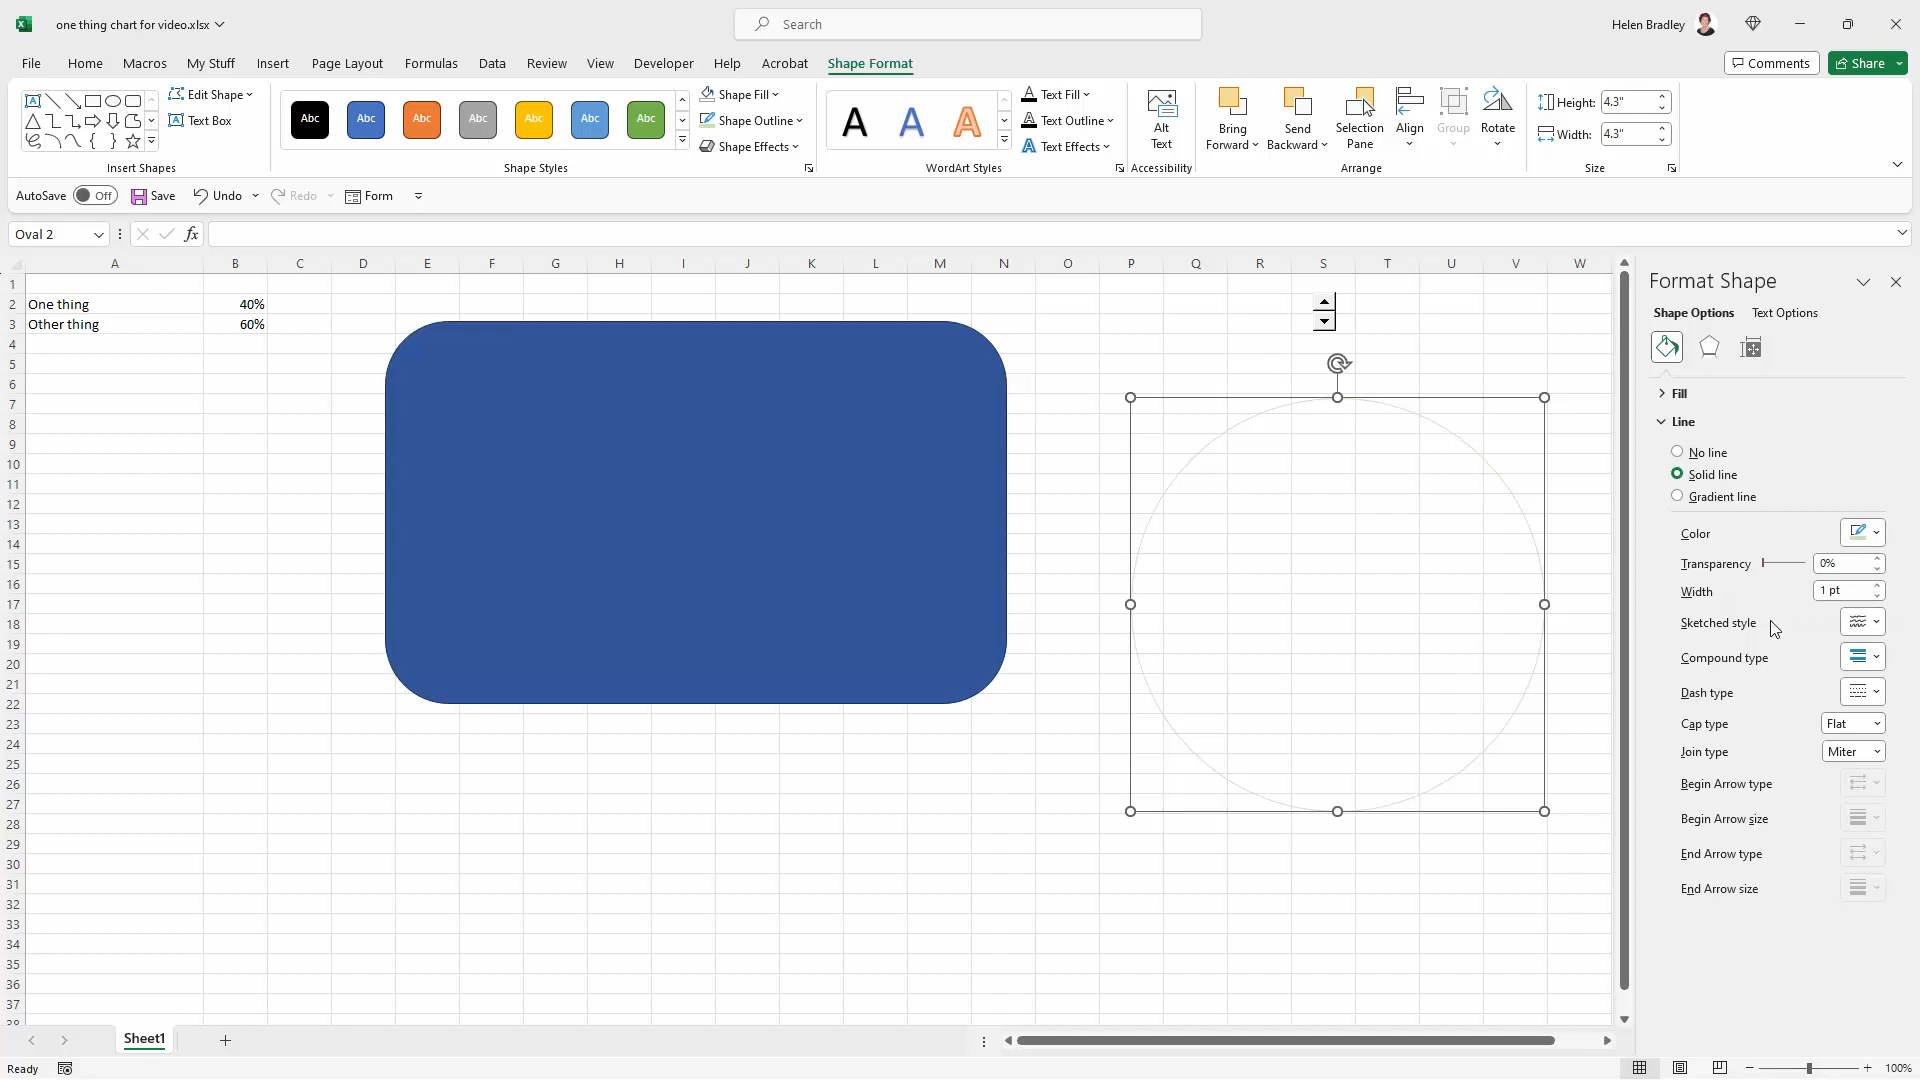 one thing chart for video.xlsx
Search
Helen Bradley
File Home Macros My Stuff Insert Page Layout Formulas Data Review View Developer Help Acrobat Shape Format
Comments Share
Edit Shape
Text Box
Insert Shapes
Abc Abc Abc Abc Abc Abc Abc
Shape Fill
Shape Outline
Shape Effects
Shape Styles
A A A
Text Fill
Text Outline
Text Effects
WordArt Styles
Alt Text
Accessibility
Bring Forward
Send Backward
Selection Pane
Align
Group
Rotate
Arrange
Height: 4.3"
Width: 4.3"
Size
AutoSave Off Save Undo Redo Form
Oval 2
fx
A B C D E F G H I J K L M N O P Q R S T U V W
1
2 One thing 40%
3 Other thing 60%
4
5
6
7
8
9
10
11
12
13
14
15
16
17
18
19
20
21
22
23
24
25
26
27
28
29
30
31
32
33
34
35
36
37
38
Format Shape
Shape Options Text Options
Fill
Line
No line
Solid line
Gradient line
Color
Transparency 0%
Width 1 pt
Sketched style
Compound type
Dash type
Cap type Flat
Join type Miter
Begin Arrow type
Begin Arrow size
End Arrow type
End Arrow size
Sheet1
Ready
100%